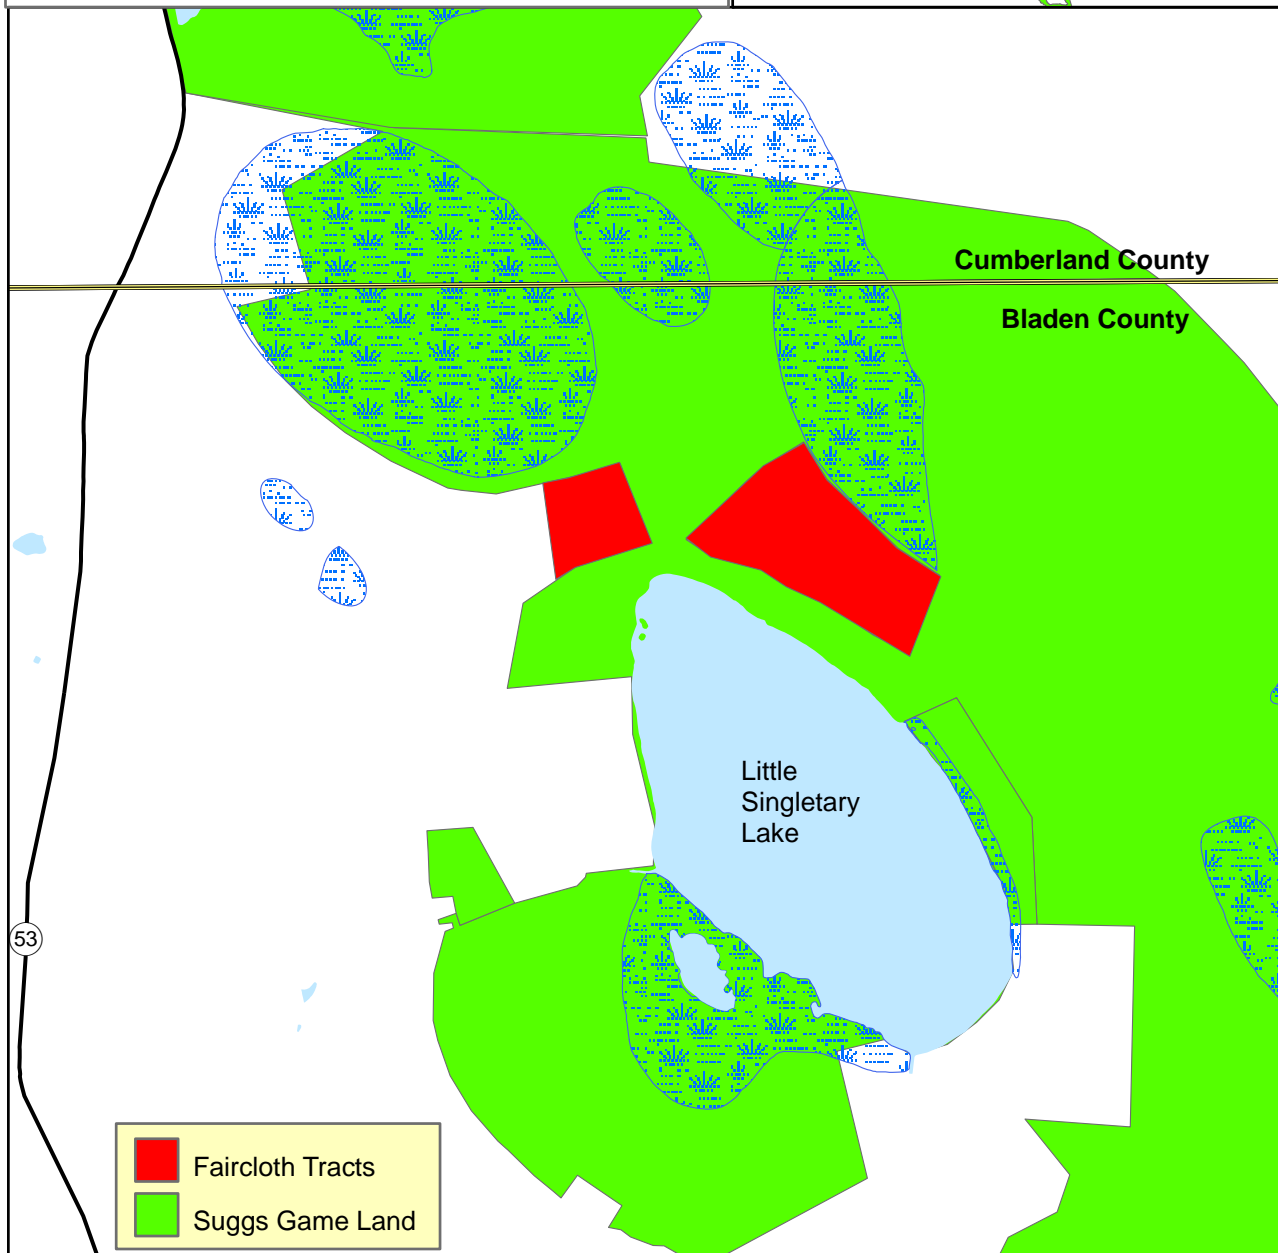 Cumberland County
Bladen County
Little
Singletary
Lake
53
Faircloth Tracts
Suggs Game Land